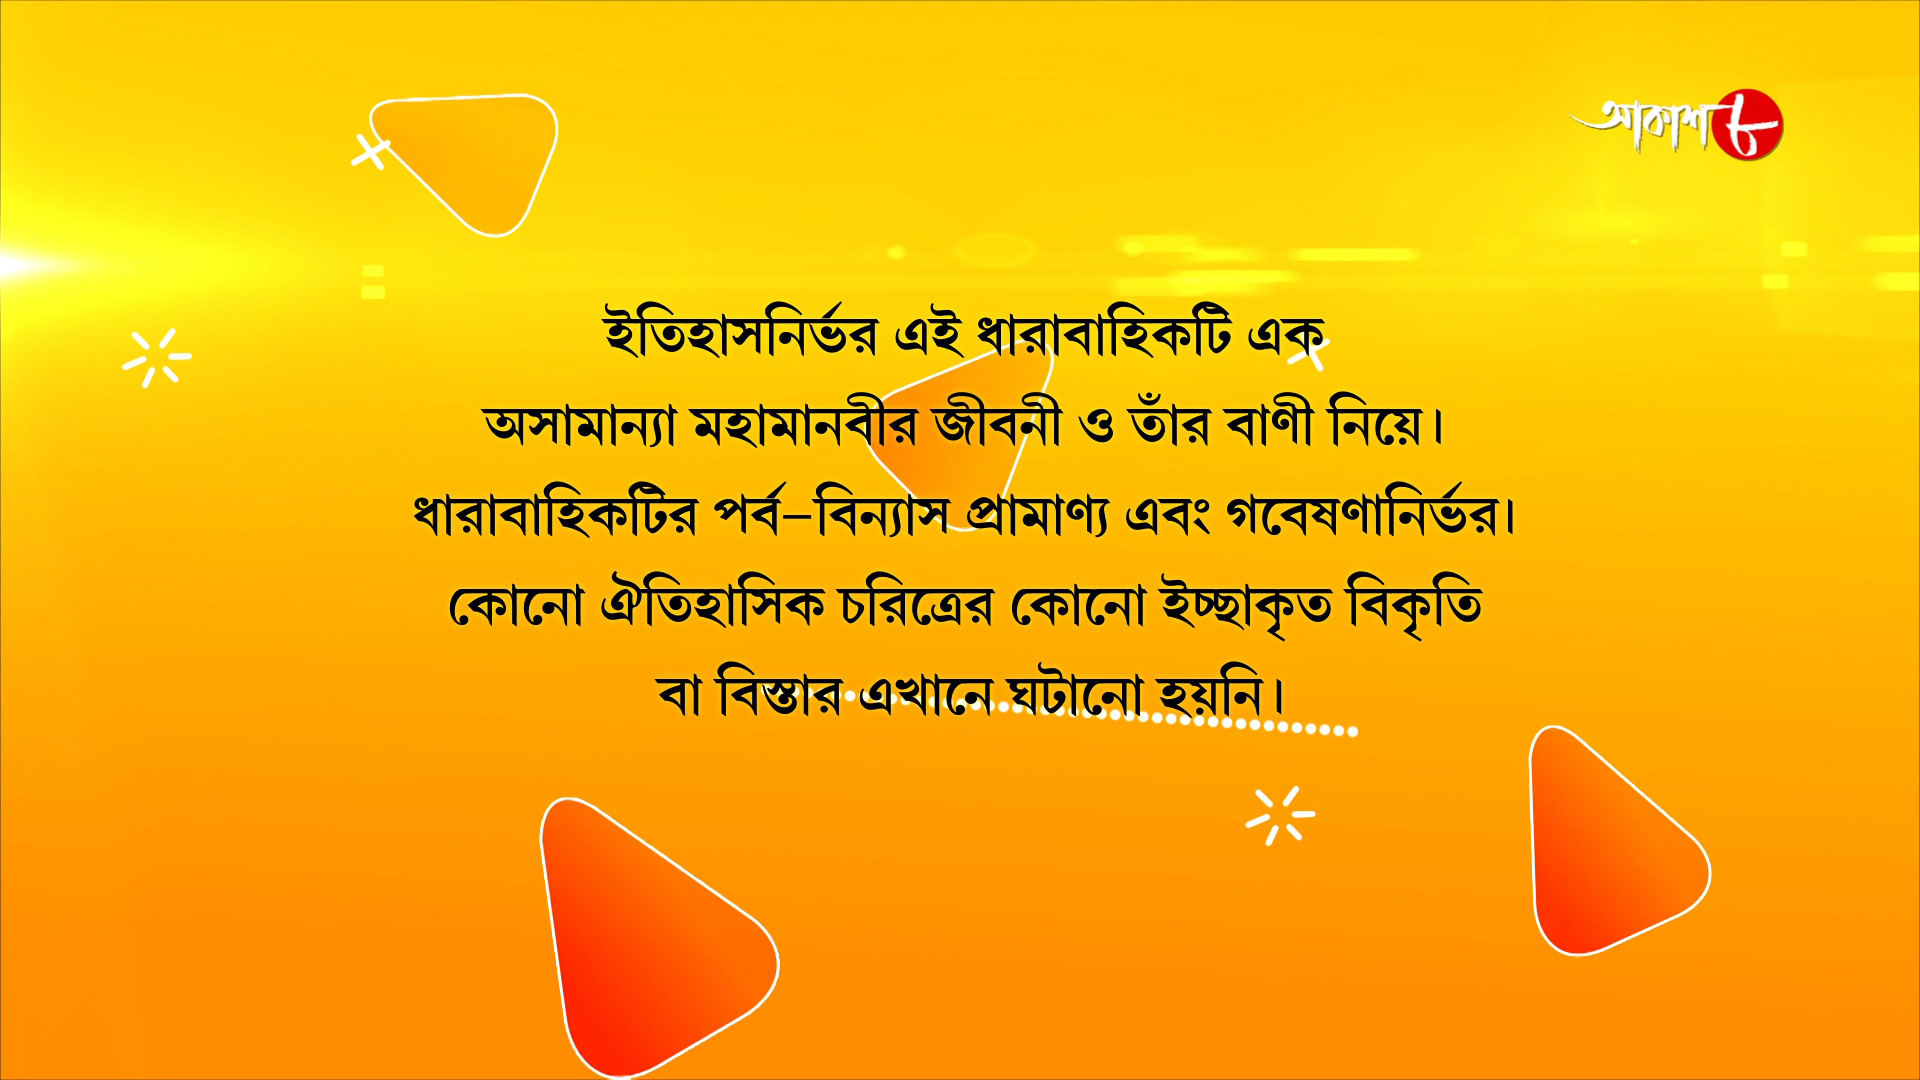 আকাশ ৮
ইতিহাসনির্ভর এই ধারাবাহিকটি এক
অসামান্যা মহামানবীর জীবনী ও তাঁর বাণী নিয়ে।
ধারাবাহিকটির পর্ব–বিন্যাস প্রামাণ্য এবং গবেষণানির্ভর।
কোনো ঐতিহাসিক চরিত্রের কোনো ইচ্ছাকৃত বিকৃতি
বা বিস্তার এখানে ঘটানো হয়নি।